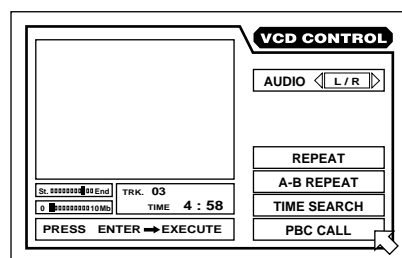 VCD CONTROL
AUDIO L / R
REPEAT
A-B REPEAT
TIME SEARCH
PBC CALL
St. End
0 10Mb
TRK. 03
TIME 4 : 58
PRESS ENTER ➡ EXECUTE